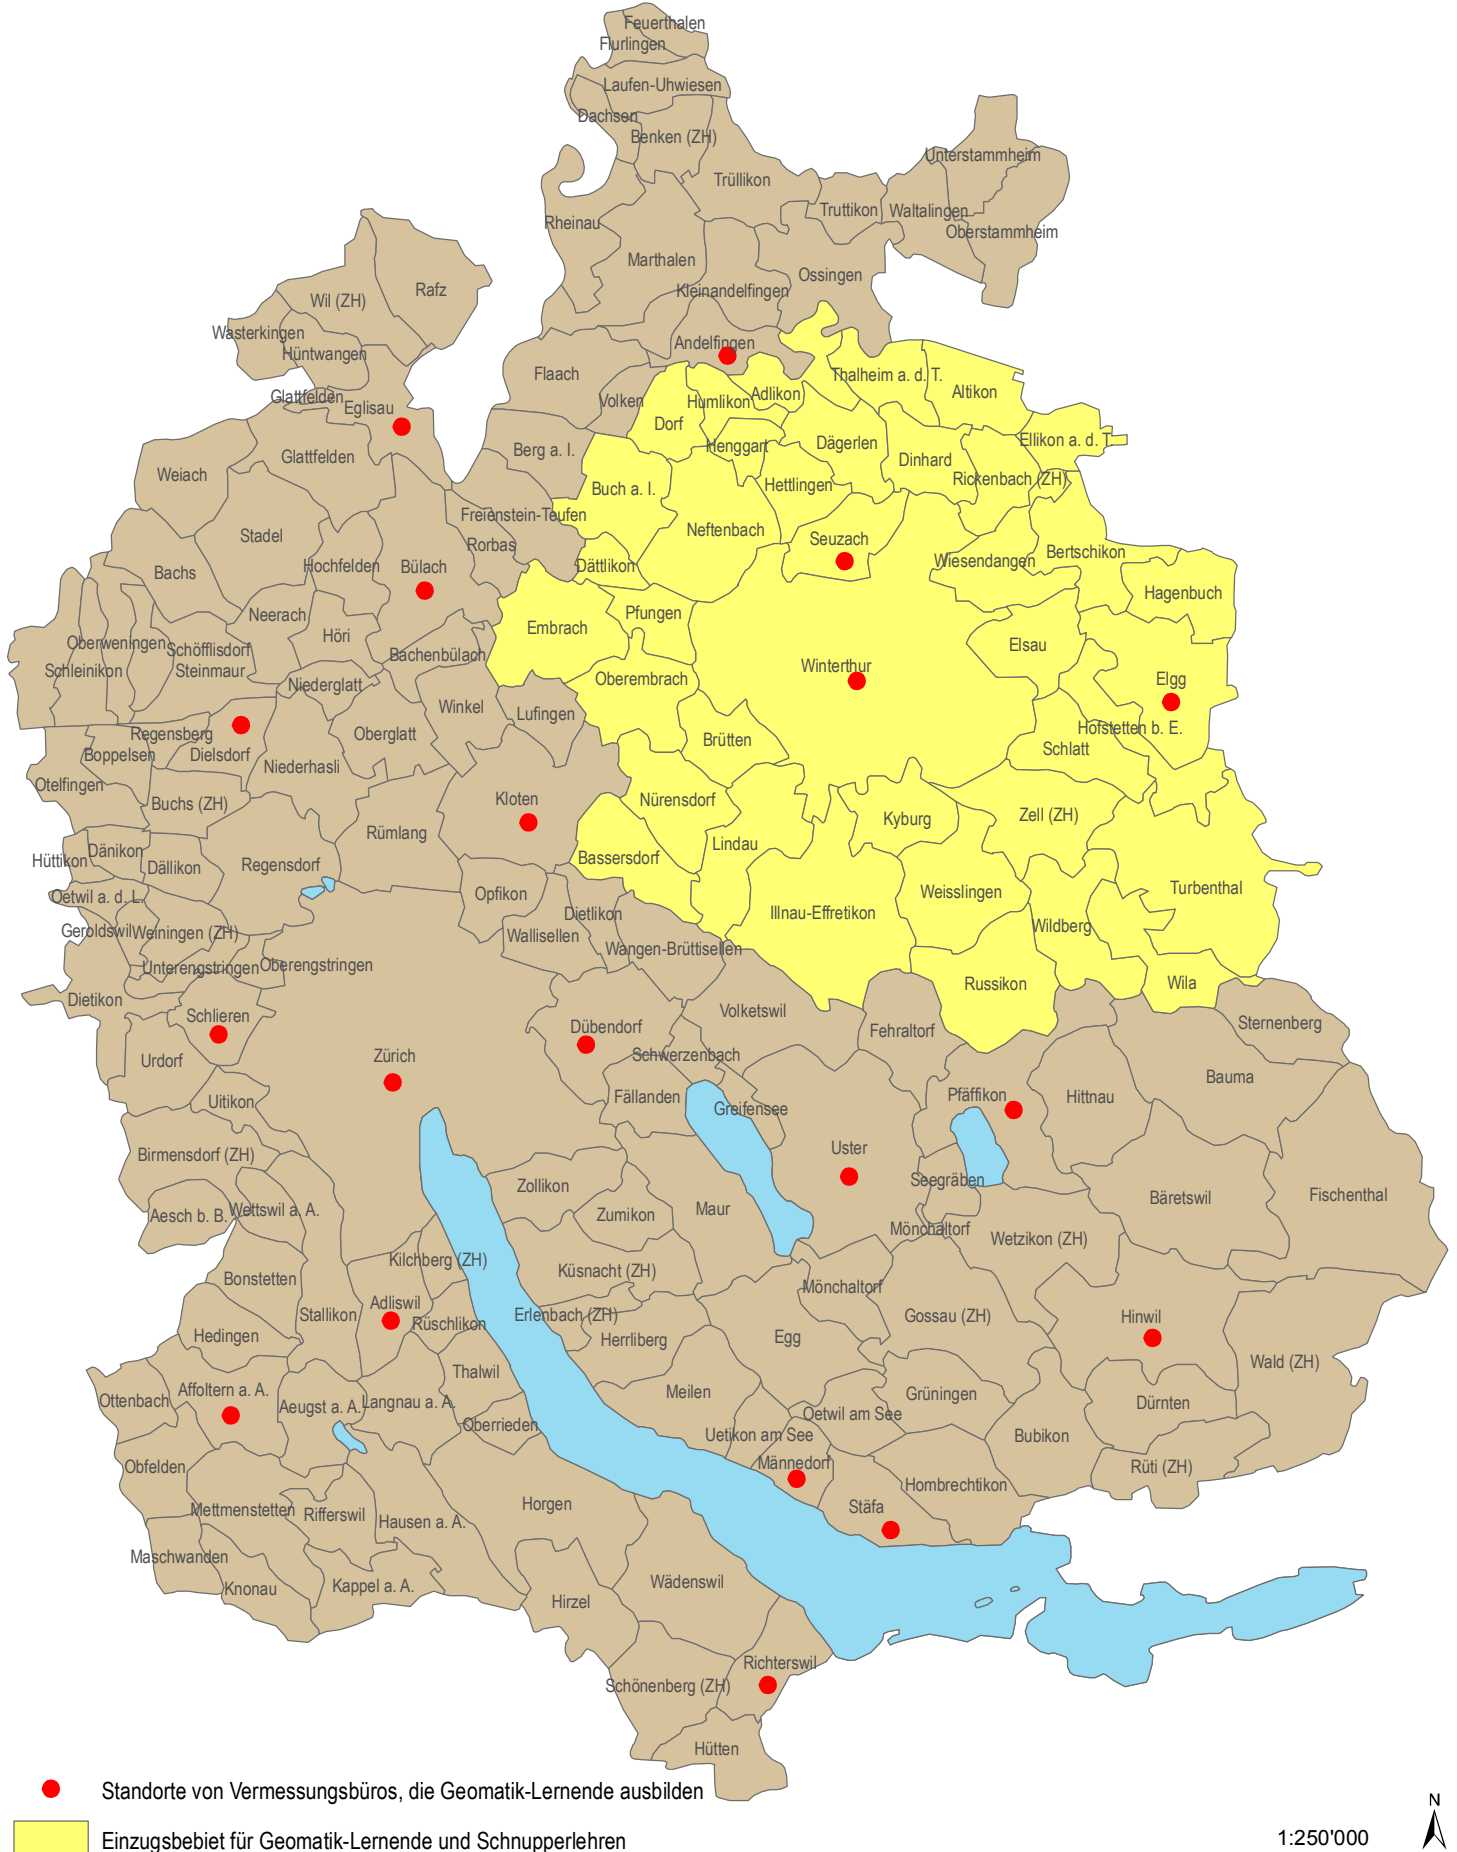 Feuerthalen
Flurlingen
Laufen-Uhwiesen
Dachsen
Benken (ZH)
Unterstammheim
Trüllikon
Truttikon
Waltalingen
Rheinau
Oberstammheim
Marthalen
Ossingen
Rafz
Kleinandelfingen
Wil (ZH)
Wasterkingen
Andelfingen
Hüntwangen
Flaach
Thalheim a. d. T.
Altikon
Glattfelden
Adlikon
Volken
Humlikon
Eglisau
Dorf
Ellikon a. d. T.
Henggart
Dägerlen
Berg a. I.
Glattfelden
Dinhard
Weiach
Rickenbach (ZH)
Hettlingen
Buch a. I.
Freienstein-Teufen
Neftenbach
Stadel
Seuzach
Rorbas
Bertschikon
Wiesendangen
Hochfelden
Bülach
Dättlikon
Bachs
Hagenbuch
Pfungen
Neerach
Embrach
Höri
Oberweningen
Elsau
Schöfflisdorf
Bachenbülach
Winterthur
Schleinikon
Steinmaur
Oberembrach
Elgg
Niederglatt
Winkel
Lufingen
Hofstetten b. E.
Regensberg
Oberglatt
Brütten
Schlatt
Boppelsen
Dielsdorf
Niederhasli
Otelfingen
Kloten
Nürensdorf
Buchs (ZH)
Zell (ZH)
Kyburg
Rümlang
Lindau
Dänikon
Hüttikon
Bassersdorf
Dällikon
Regensdorf
Turbenthal
Opfikon
Weisslingen
Oetwil a. d. L.
Dietlikon
Illnau-Effretikon
Wildberg
Geroldswil
Weiningen (ZH)
Wallisellen
Wangen-Brüttisellen
Unterengstringen
Oberengstringen
Russikon
Wila
Dietikon
Volketswil
Schlieren
Sternenberg
Dübendorf
Fehraltorf
Zürich
Schwerzenbach
Urdorf
Bauma
Pfäffikon
Hittnau
Fällanden
Uitikon
Greifensee
Uster
Birmensdorf (ZH)
Seegräben
Zollikon
Bäretswil
Fischenthal
Wettswil a. A.
Maur
Aesch b. B.
Zumikon
Mönchaltorf
Wetzikon (ZH)
Kilchberg (ZH)
Küsnacht (ZH)
Bonstetten
Mönchaltorf
Adliswil
Stallikon
Erlenbach (ZH)
Gossau (ZH)
Hinwil
Rüschlikon
Hedingen
Herrliberg
Egg
Wald (ZH)
Thalwil
Affoltern a. A.
Meilen
Grüningen
Ottenbach
Langnau a. A.
Dürnten
Aeugst a. A.
Oetwil am See
Oberrieden
Uetikon am See
Bubikon
Männedorf
Obfelden
Rüti (ZH)
Hombrechtikon
Horgen
Stäfa
Mettmenstetten
Rifferswil
Hausen a. A.
Maschwanden
Wädenswil
Knonau
Kappel a. A.
Hirzel
Richterswil
Schönenberg (ZH)
Hütten
Standorte von Vermessungsbüros, die Geomatik-Lernende ausbilden
Einzugsbebiet für Geomatik-Lernende und Schnupperlehren
1:250'000
N